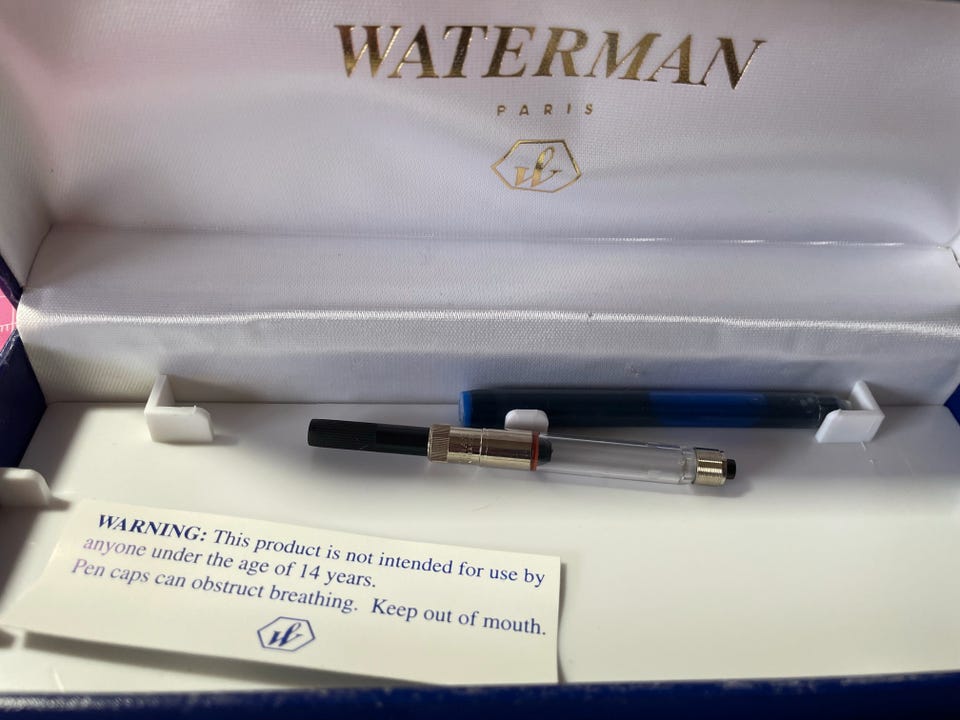 WATERMAN
PARIS
WARNING: This product is not intended for use by
anyone under the age of 14 years.
Pen caps can obstruct breathing. Keep out of mouth.